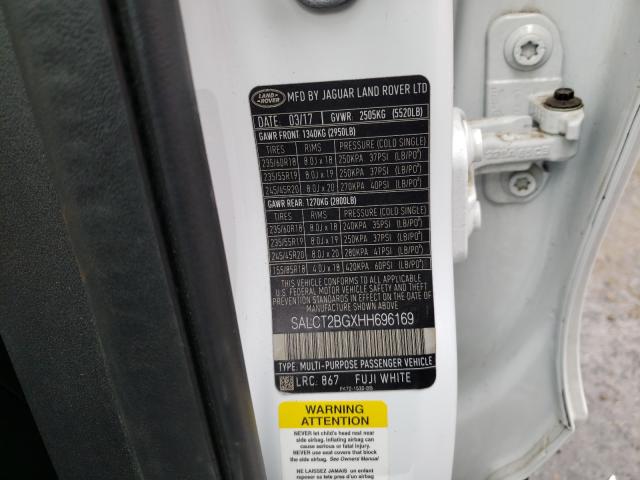 LAND-ROVER
MFD BY JAGUAR LAND ROVER LTD
DATE: 03/17 GVWR 2505KG (5520LB)
GAWR FRONT 1340KG (2950LB)
TIRES RIMS PRESSURE (COLD SINGLE)
235/60R18 8.0J x 18 250KPA 37PSI (LB/PO²)
235/55R19 8.0J x 19 250KPA 37PSI (LB/PO²)
245/45R20 8.0J x 20 270KPA 40PSI (LB/PO²)
GAWR REAR: 1270KG (2800LB)
TIRES RIMS PRESSURE (COLD SINGLE)
235/60R18 8.0J x 18 240KPA 35PSI (LB/PO²)
235/55R19 8.0J x 19 250KPA 37PSI (LB/PO²)
245/45R20 8.0J x 20 280KPA 41PSI (LB/PO²)
155/85R18 4.0J x 18 420KPA 60PSI (LB/PO²)
THIS VEHICLE CONFORMS TO ALL APPLICABLE
U.S. FEDERAL MOTOR VEHICLE SAFETY
STANDARDS IN EFFECT ON THE DATE OF
MANUFACTURE SHOWN ABOVE
SALCT2BGXHH696169
TYPE: MULTI-PURPOSE PASSENGER VEHICLE
LRC: 867 FUJI WHITE
WARNING
ATTENTION
NEVER let child's head rest near
side airbag. Inflating airbag can
cause serious or fatal injury.
NEVER use seat covers that block
the side airbag. See Owners Manual
NE LAISSEZ JAMAIS un enfant
reposer sa tête